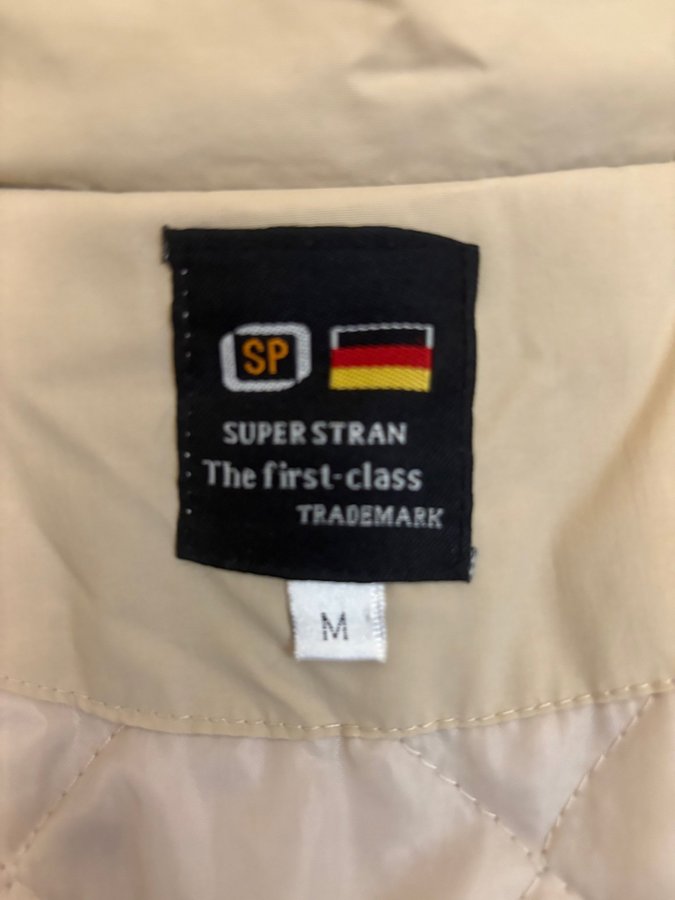 SP
SUPER STRAN
The first-class
TRADEMARK
M